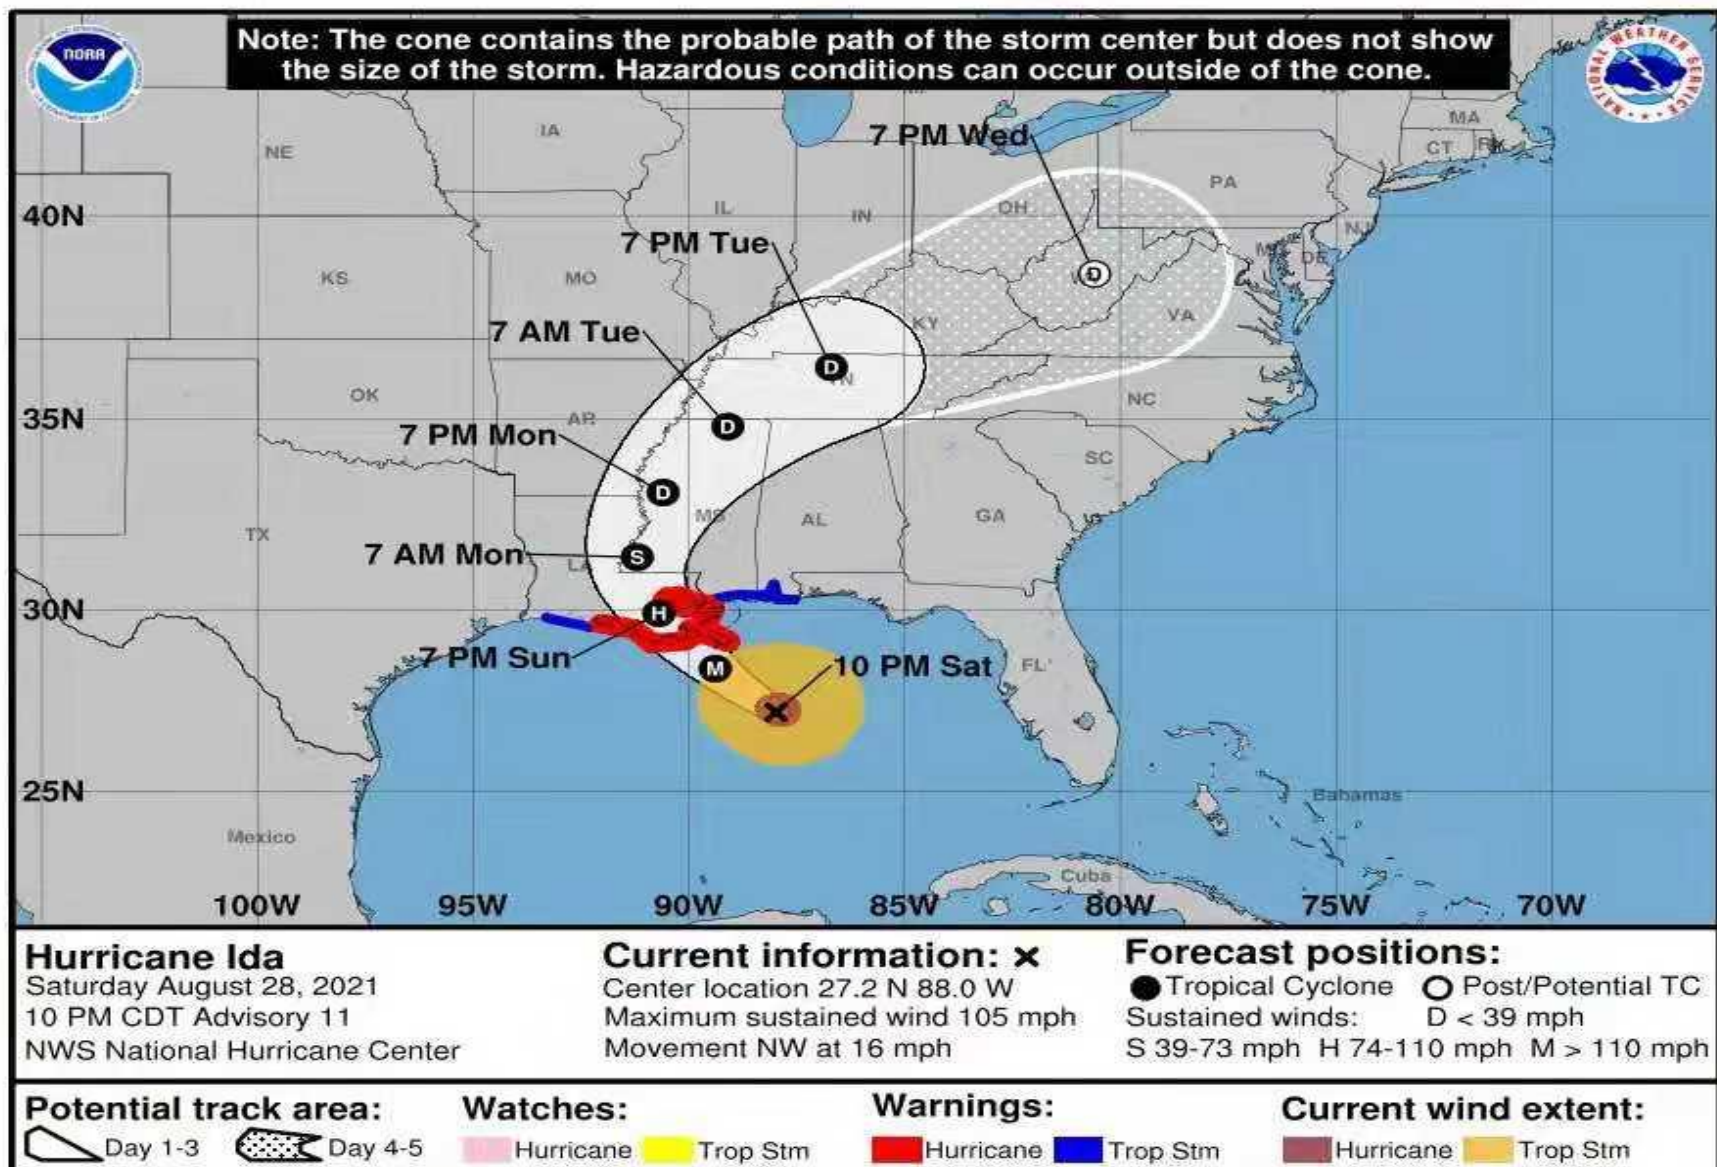 Note: The cone contains the probable path of the storm center but does not show
the size of the storm. Hazardous conditions can occur outside of the cone.
NOAA
NATIONAL WEATHER SERVICE
7 PM Wed
MA
CT
IA
NE
PA
40N
IL
IN
OH
NJ
7 PM Tue
DE
KS
MO
KY
VA
7 AM Tue
D
D
TN
OK
AR
NC
35N
D
7 PM Mon
SC
D
MS
AL
GA
TX
7 AM Mon
S
LA
30N
H
7 PM Sun
M
10 PM Sat
FL
25N
Bahamas
Mexico
Cuba
100W 95W 90W 85W 80W 75W 70W
Hurricane Ida
Saturday August 28, 2021
10 PM CDT Advisory 11
NWS National Hurricane Center
Current information: ×
Center location 27.2 N 88.0 W
Maximum sustained wind 105 mph
Movement NW at 16 mph
Forecast positions:
Tropical Cyclone Post/Potential TC
Sustained winds: D < 39 mph
S 39-73 mph H 74-110 mph M > 110 mph
Potential track area:
Day 1-3 Day 4-5
Watches:
Hurricane Trop Stm
Warnings:
Hurricane Trop Stm
Current wind extent:
Hurricane Trop Stm